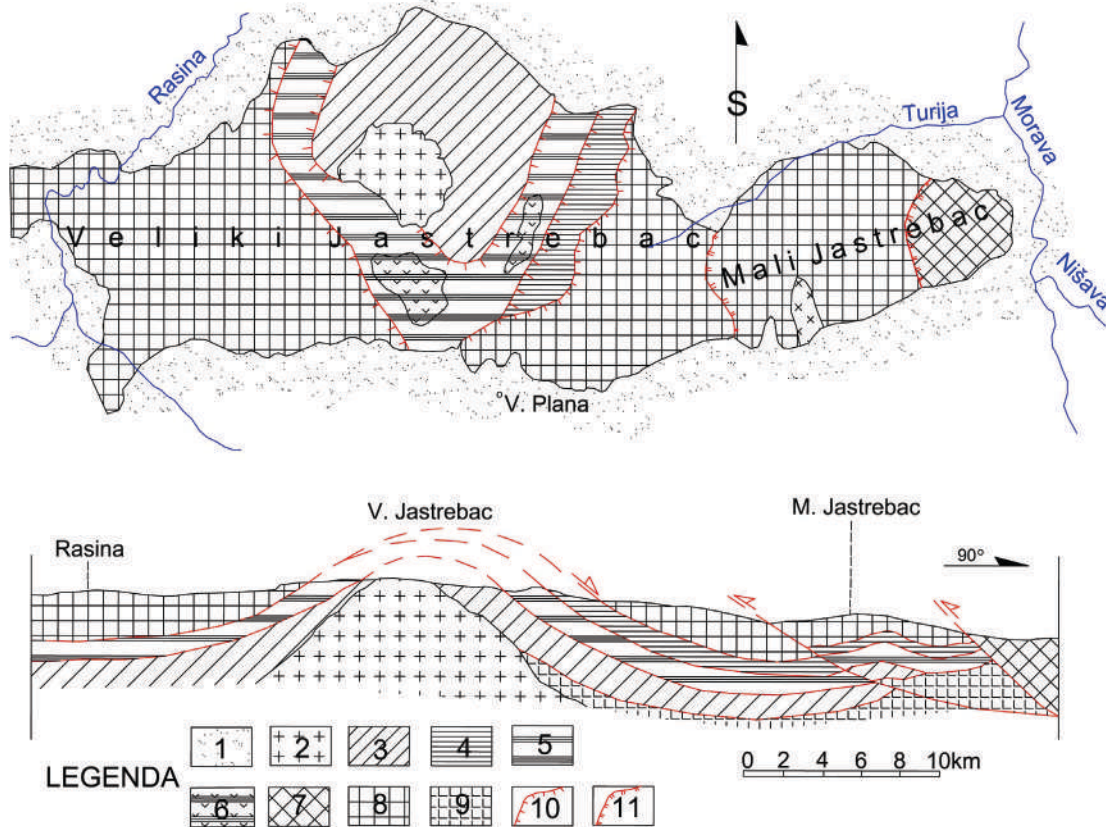 Rasina
S
Turija
Morava
Veliki Jastrebac
Mali Jastrebac
Nišava
°V. Plana
V. Jastrebac
M. Jastrebac
Rasina
90°
LEGENDA
1 2 3 4 5
6 7 8 9 10 11
0 2 4 6 8 10km